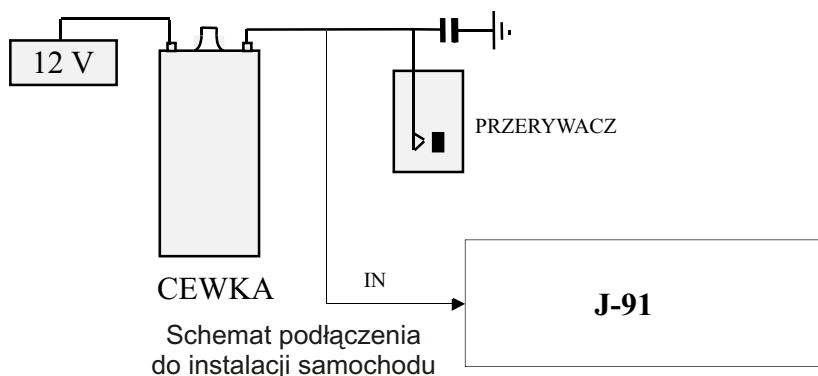 12 V
PRZERYWACZ
CEWKA
IN
J-91
Schemat podłączenia
do instalacji samochodu